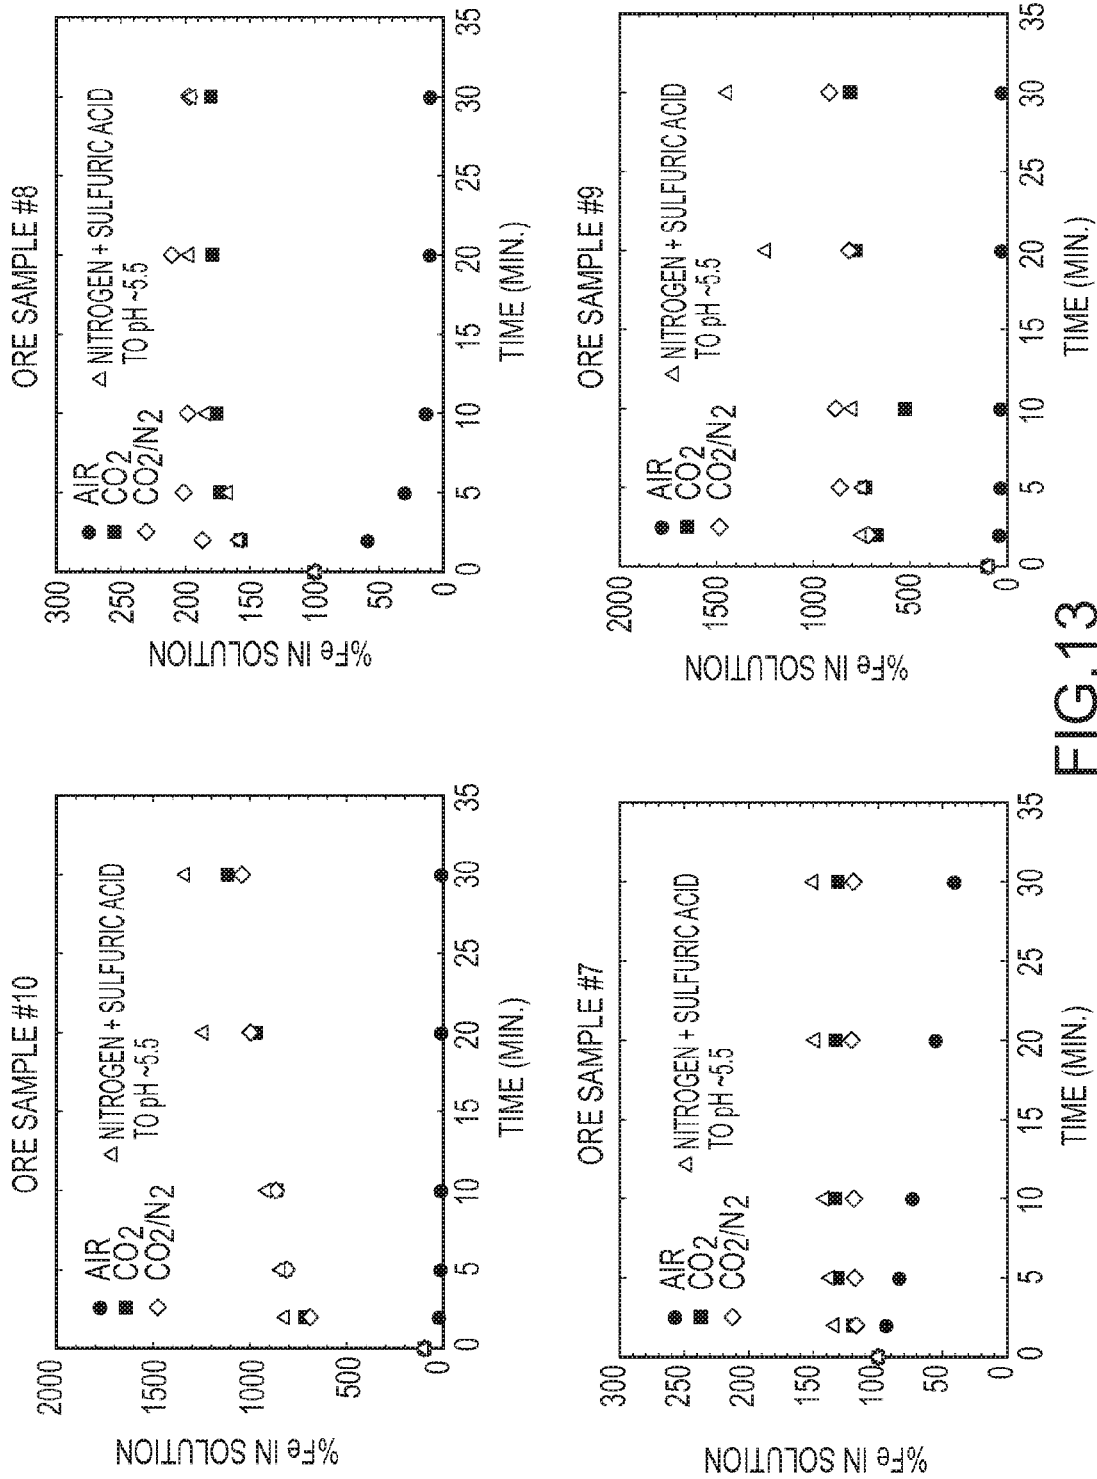 ORE SAMPLE #10
2000
1500
1000
500
0
%Fe IN SOLUTION
● AIR
■ CO2
◇ CO2/N2
△ NITROGEN + SULFURIC ACID
TO pH ~5.5
0 5 10 15 20 25 30 35
TIME (MIN.)
ORE SAMPLE #8
300
250
200
150
100
50
0
%Fe IN SOLUTION
● AIR
■ CO2
◇ CO2/N2
△ NITROGEN + SULFURIC ACID
TO pH ~5.5
0 5 10 15 20 25 30 35
TIME (MIN.)
ORE SAMPLE #7
300
250
200
150
100
50
0
%Fe IN SOLUTION
● AIR
■ CO2
◇ CO2/N2
△ NITROGEN + SULFURIC ACID
TO pH ~5.5
0 5 10 15 20 25 30 35
TIME (MIN.)
ORE SAMPLE #9
2000
1500
1000
500
0
%Fe IN SOLUTION
● AIR
■ CO2
◇ CO2/N2
△ NITROGEN + SULFURIC ACID
TO pH ~5.5
0 5 10 15 20 25 30 35
TIME (MIN.)
FIG.13